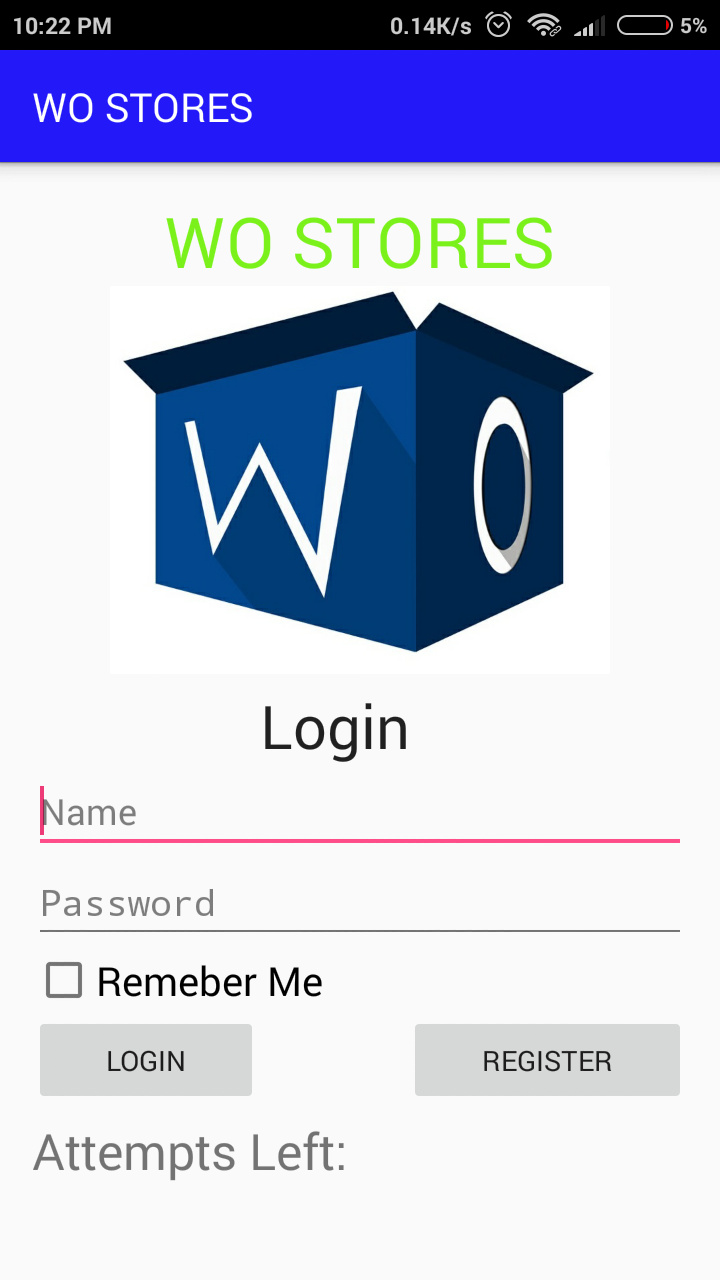 10:22 PM 0.14K/s 5%
WO STORES
WO STORES
W O
Login
Name
Password
Remeber Me
LOGIN REGISTER
Attempts Left: